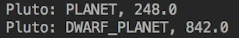 Pluto: PLANET, 248.0
Pluto: DWARF_PLANET, 842.0